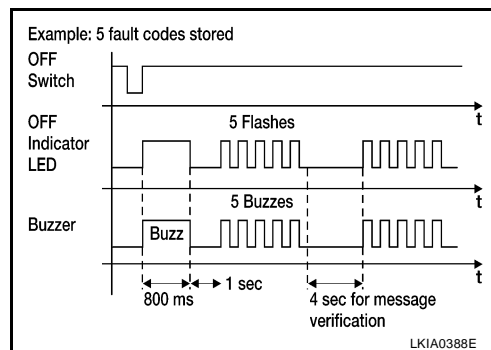 Example: 5 fault codes stored
OFF
Switch
t
OFF
Indicator
LED
5 Flashes
t
Buzzer
5 Buzzes
Buzz
t
800 ms
1 sec
4 sec for message
verification
LKIA0388E